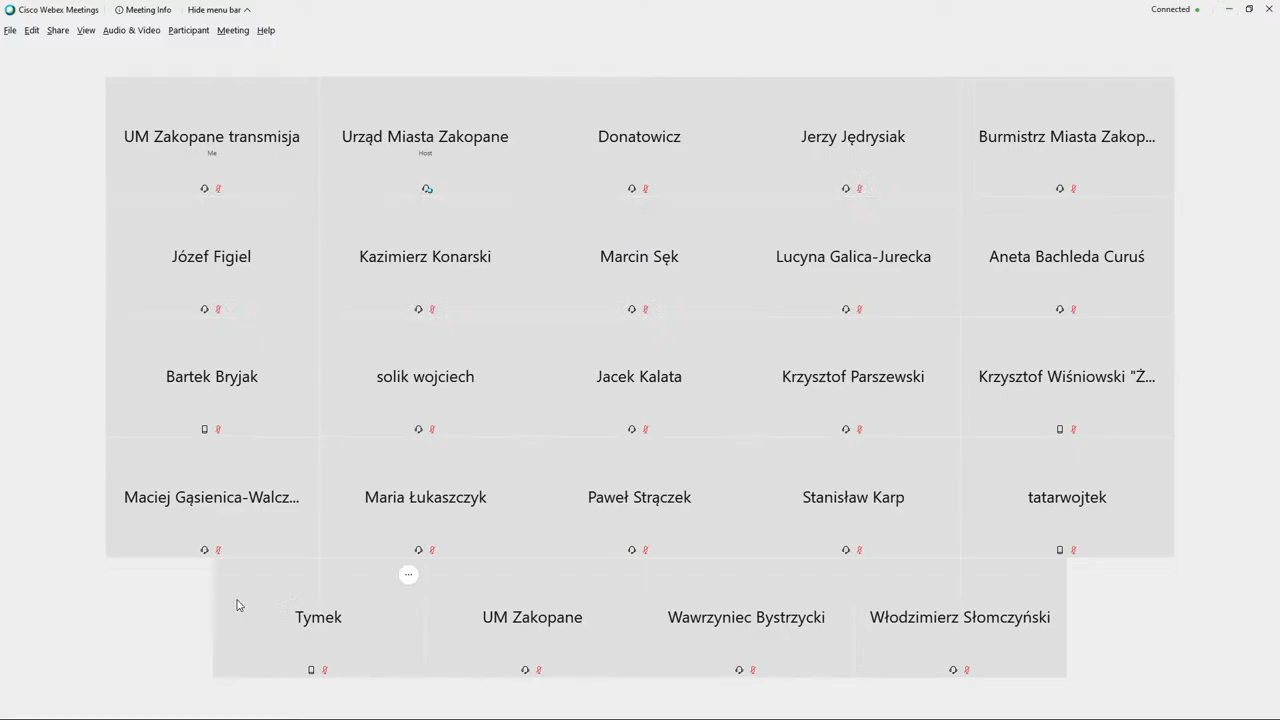 Cisco Webex Meetings Meeting Info Hide menu bar Connected
File Edit Share View Audio & Video Participant Meeting Help
UM Zakopane transmisja Urząd Miasta Zakopane Donatowicz Jerzy Jędrysiak Burmistrz Miasta Zakop...
Me Host
Józef Figiel Kazimierz Konarski Marcin Sęk Lucyna Galica-Jurecka Aneta Bachleda Curuś
Bartek Bryjak solik wojciech Jacek Kalata Krzysztof Parszewski Krzysztof Wiśniowski "Ż...
Maciej Gąsienica-Walcz... Maria Łukaszczyk Paweł Strączek Stanisław Karp tatarwojtek
Tymek UM Zakopane Wawrzyniec Bystrzycki Włodzimierz Słomczyński